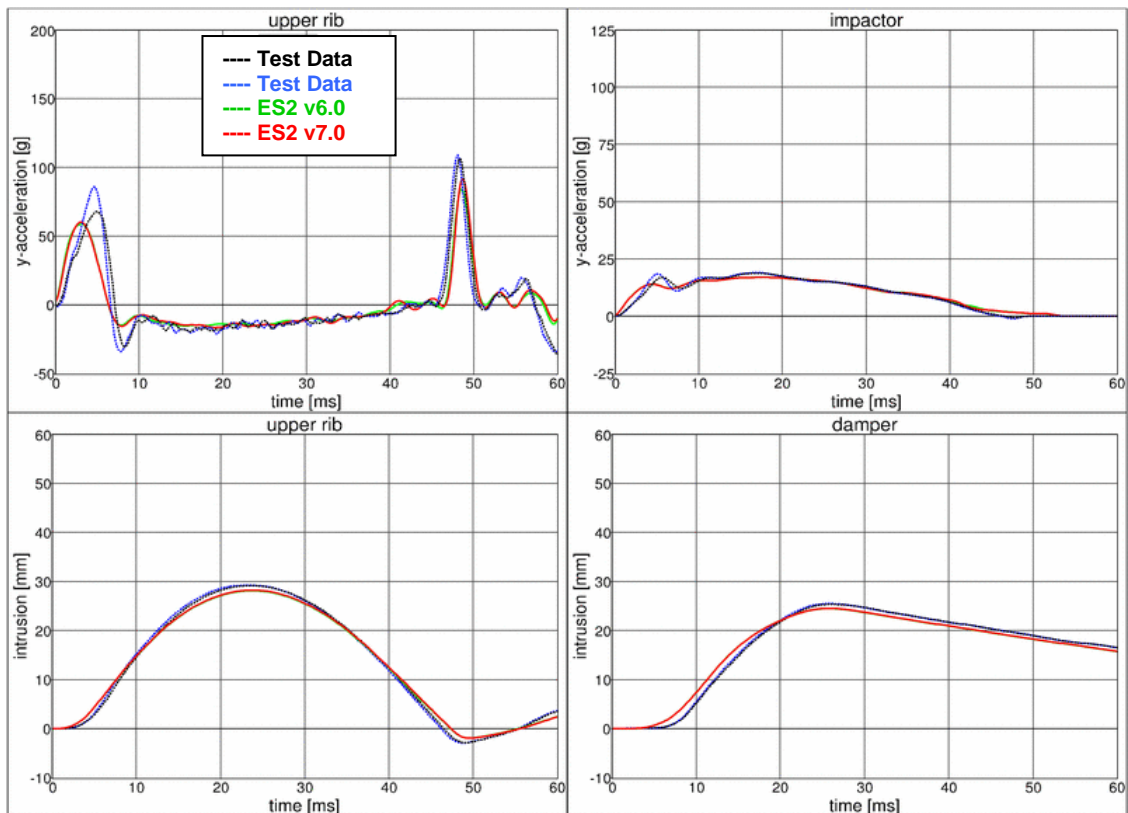 upper rib
200
150
100
50
0
-50
y-acceleration [g]
---- Test Data
---- Test Data
---- ES2 v6.0
---- ES2 v7.0
0 10 20 30 40 50 60
time [ms]
impactor
125
100
75
50
25
0
-25
y-acceleration [g]
0 10 20 30 40 50 60
time [ms]
upper rib
60
50
40
30
20
10
0
-10
intrusion [mm]
0 10 20 30 40 50 60
time [ms]
damper
60
50
40
30
20
10
0
-10
intrusion [mm]
0 10 20 30 40 50 60
time [ms]